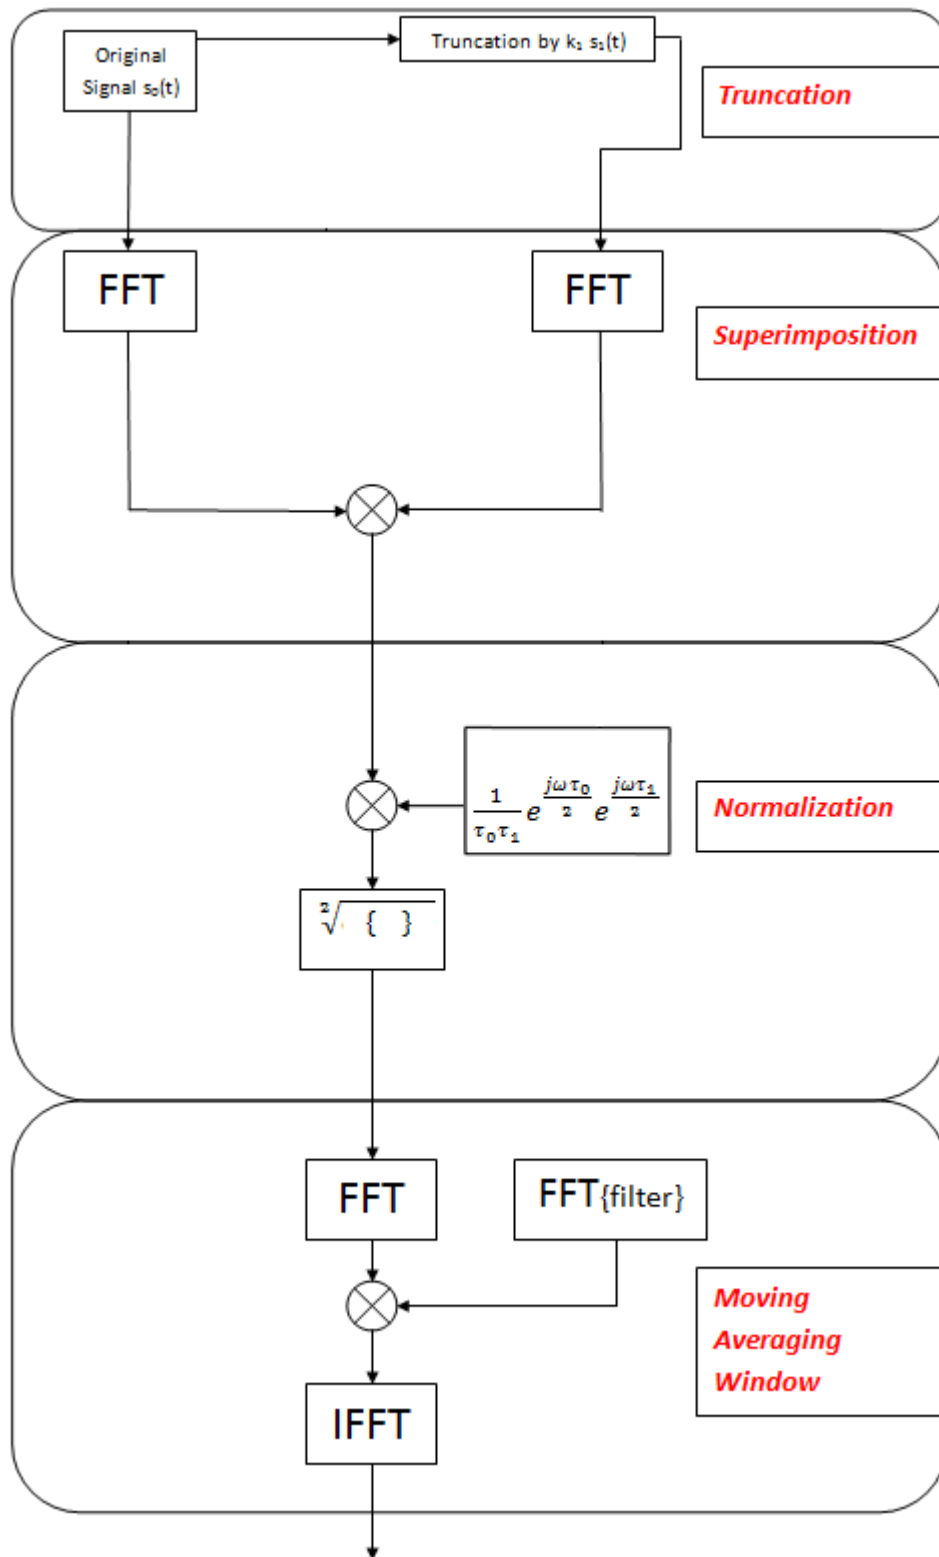 Original
Signal s₀(t)
Truncation by k₁ s₁(t)
Truncation
FFT
FFT
Superimposition
1/(τ₀τ₁) e^(jωτ₀/2) e^(jωτ₁/2)
Normalization
²√{ }
FFT
FFT{filter}
Moving
Averaging
Window
IFFT